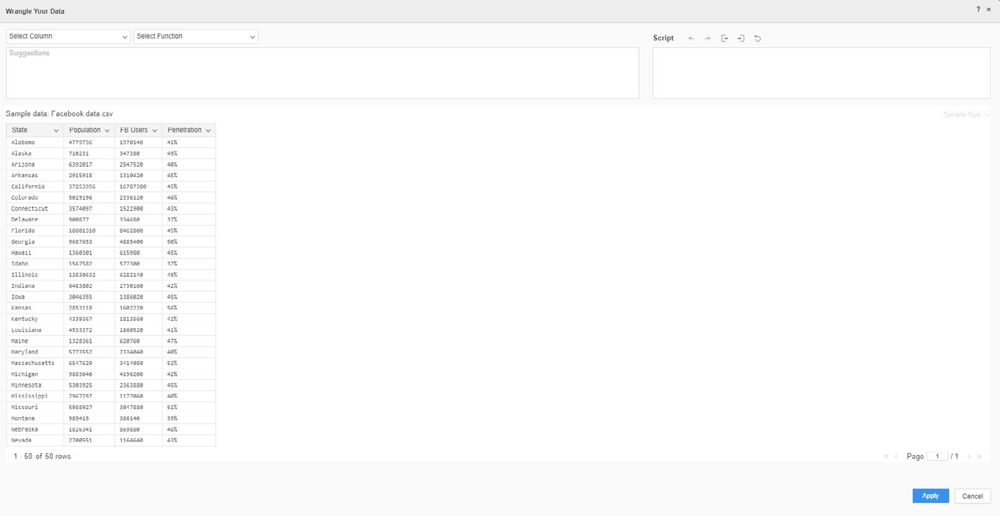 Wrangle Your Data ? ×
Select Column Select Function Script
Suggestions
Sample data: Facebook data.csv Sample Size
State Population FB Users Penetration
Alabama 4779736 1970140 41%
Alaska 710231 347380 49%
Arizona 6392017 2547520 40%
Arkansas 2915918 1310420 45%
California 37253956 16787380 45%
Colorado 5029196 2336120 46%
Connecticut 3574097 1522900 43%
Delaware 900877 334680 37%
Florida 18801310 8462800 45%
Georgia 9687653 4885400 50%
Hawaii 1360301 615980 45%
Idaho 1567582 577300 37%
Illinois 12830632 6282140 49%
Indiana 6483802 2730160 42%
Iowa 3046355 1386020 45%
Kansas 2853118 1602220 56%
Kentucky 4339367 1813560 42%
Louisiana 4533372 1860520 41%
Maine 1328361 620760 47%
Maryland 5773552 2334040 40%
Massachusetts 6547629 3414080 52%
Michigan 9883640 4196200 42%
Minnesota 5303925 2363880 45%
Mississippi 2967297 1177060 40%
Missouri 5988927 3047880 51%
Montana 989415 386140 39%
Nebraska 1826341 869880 48%
Nevada 2700551 1164640 43%
1 - 50 of 50 rows « ‹ Page 1 / 1 › »
Apply Cancel